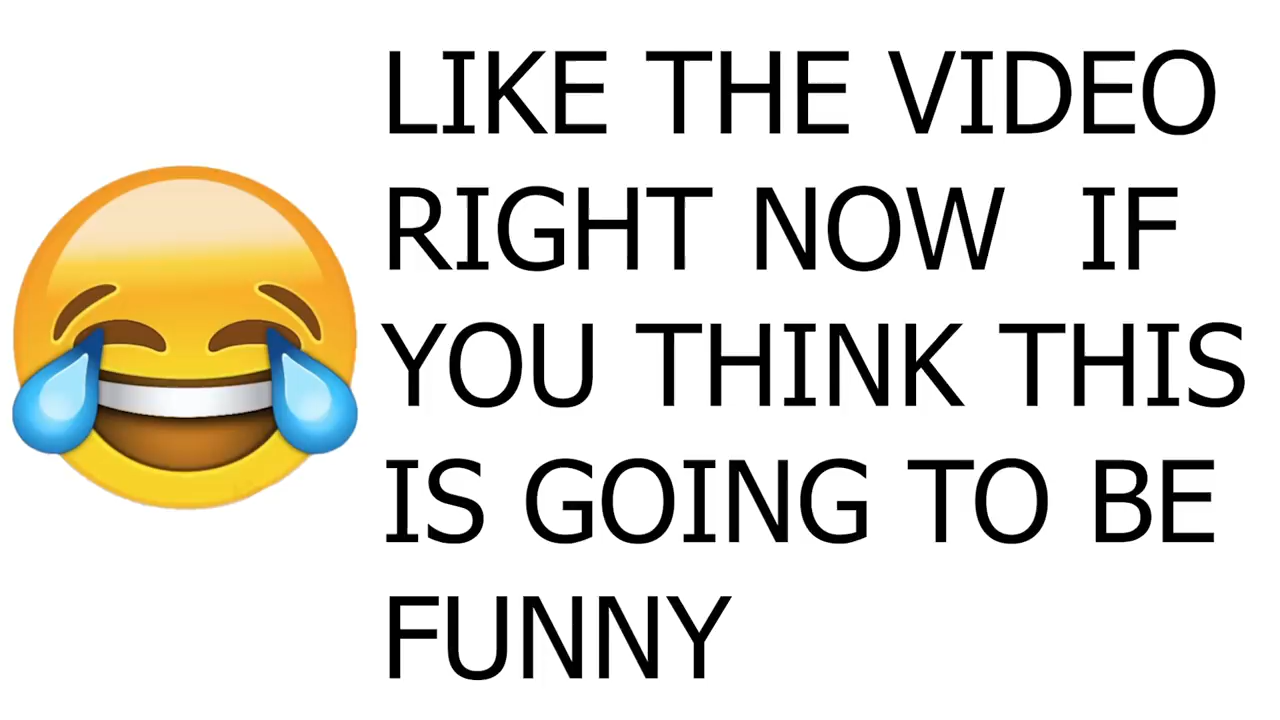 LIKE THE VIDEO
RIGHT NOW  IF
YOU THINK THIS
IS GOING TO BE
FUNNY